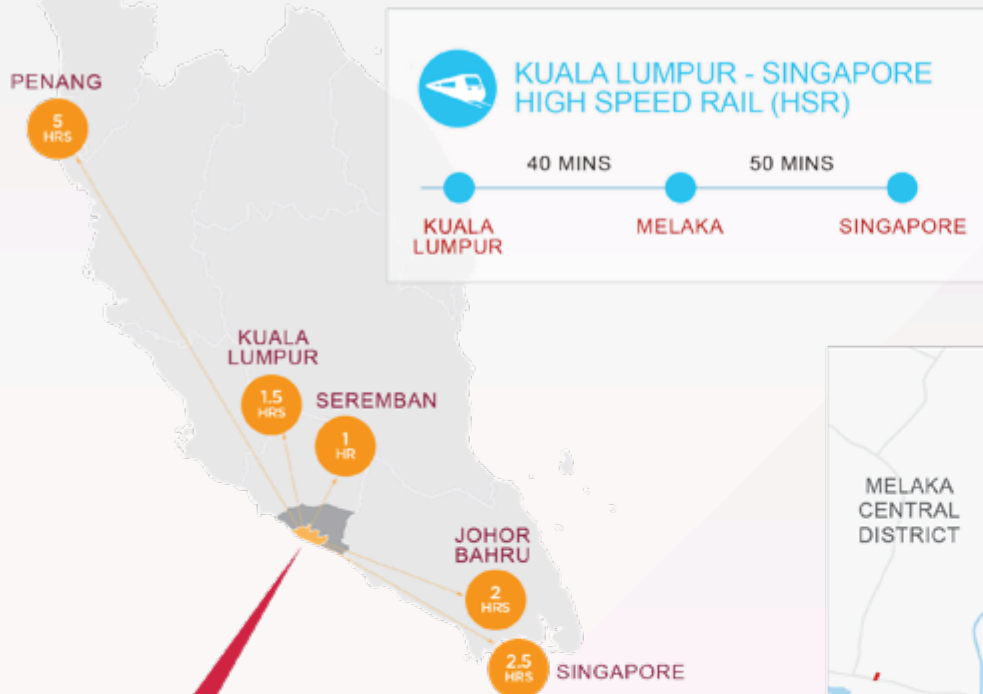 PENANG
5
HRS
KUALA LUMPUR - SINGAPORE
HIGH SPEED RAIL (HSR)
40 MINS
50 MINS
KUALA
LUMPUR
MELAKA
SINGAPORE
KUALA
LUMPUR
1.5
HRS
SEREMBAN
1
HR
JOHOR
BAHRU
2
HRS
2.5
HRS
SINGAPORE
MELAKA
CENTRAL
DISTRICT